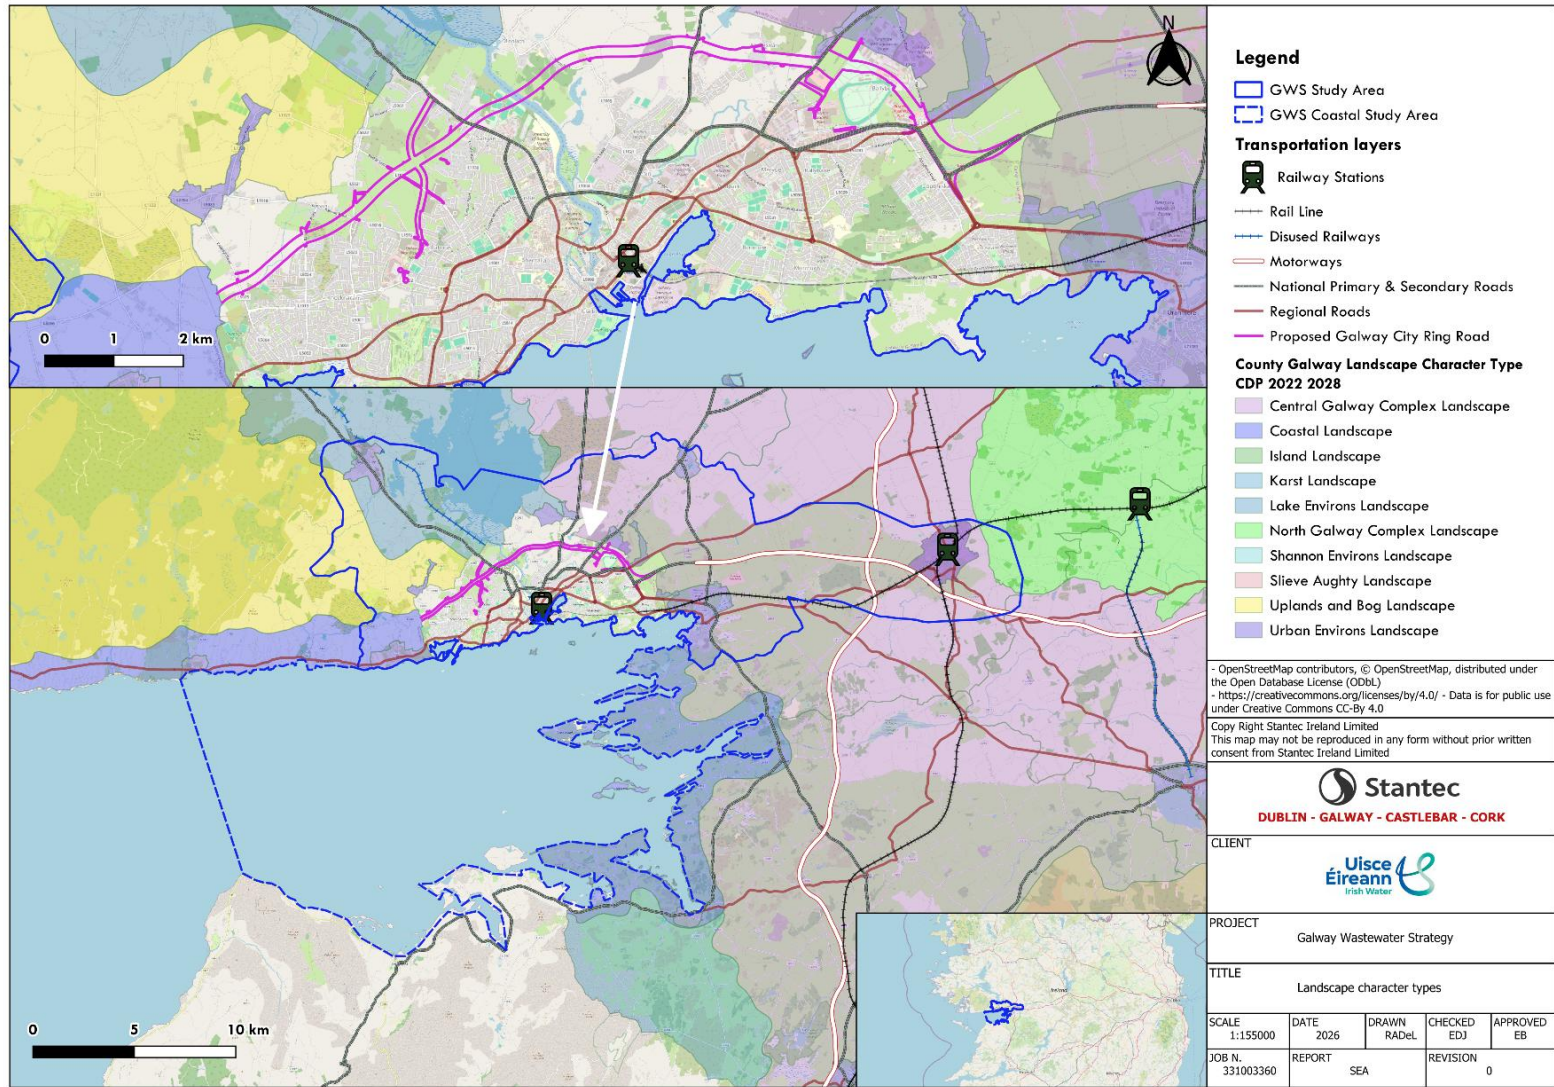 N
0 1 2 km
0 5 10 km
Legend
GWS Study Area
GWS Coastal Study Area
Transportation layers
Railway Stations
Rail Line
Disused Railways
Motorways
National Primary & Secondary Roads
Regional Roads
Proposed Galway City Ring Road
County Galway Landscape Character Type
CDP 2022 2028
Central Galway Complex Landscape
Coastal Landscape
Island Landscape
Karst Landscape
Lake Environs Landscape
North Galway Complex Landscape
Shannon Environs Landscape
Slieve Aughty Landscape
Uplands and Bog Landscape
Urban Environs Landscape
- OpenStreetMap contributors, © OpenStreetMap, distributed under
the Open Database License (ODbL)
- https://creativecommons.org/licenses/by/4.0/ - Data is for public use
under Creative Commons CC-By 4.0
Copy Right Stantec Ireland Limited
This map may not be reproduced in any form without prior written
consent from Stantec Ireland Limited
Stantec
DUBLIN - GALWAY - CASTLEBAR - CORK
CLIENT
Uisce
Éireann
Irish Water
PROJECT
Galway Wastewater Strategy
TITLE
Landscape character types
SCALE DATE DRAWN CHECKED APPROVED
1:155000 2026 RADeL EDJ EB
JOB N. REPORT REVISION
331003360 SEA 0